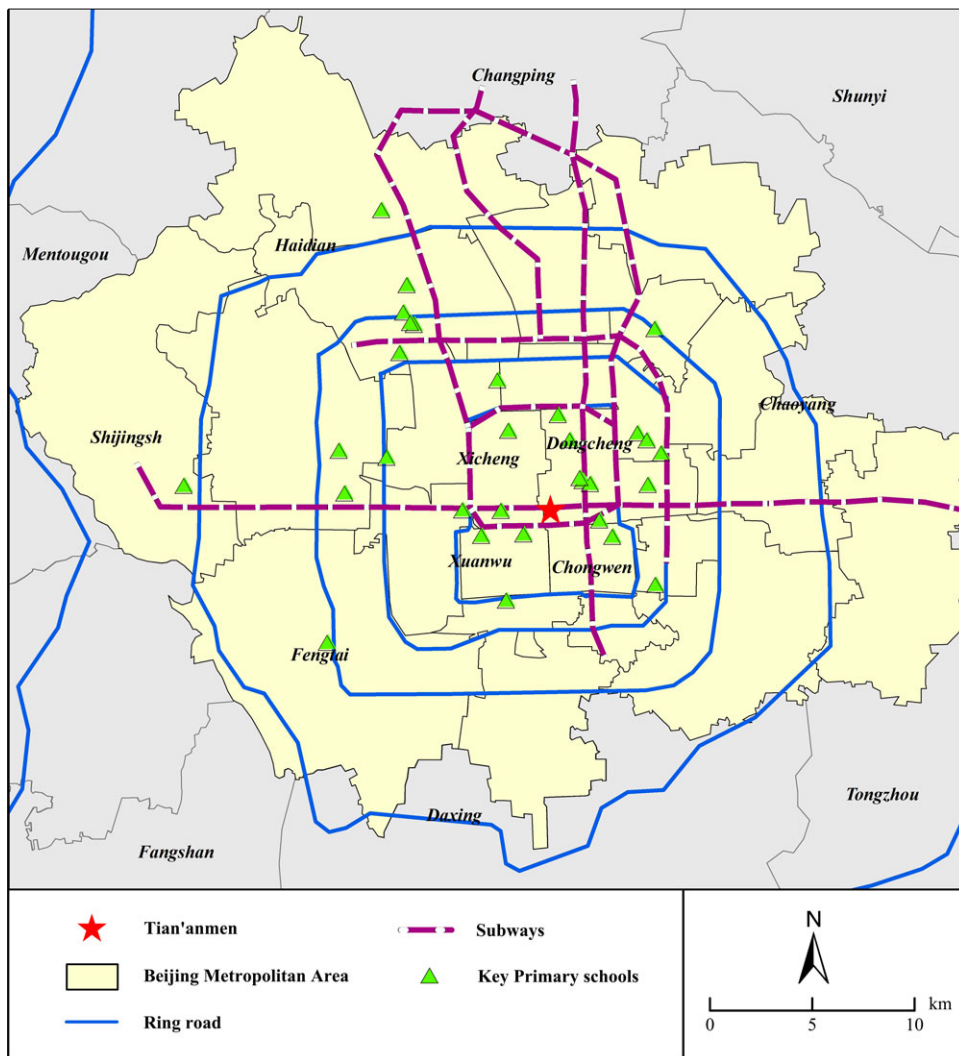 Changping
Shunyi
Haidian
Mentougou
Chaoyang
Shijingsh
Dongcheng
Xicheng
Xuanwu
Chongwen
Fengtai
Tongzhou
Daxing
Fangshan
Tian'anmen
Subways
Beijing Metropolitan Area
Key Primary schools
Ring road
N
km
0 5 10